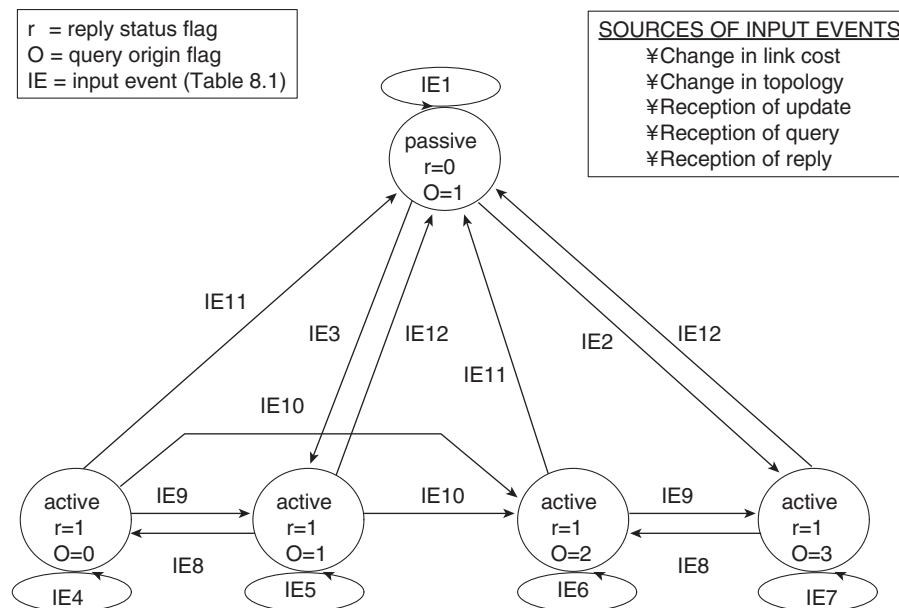 r = reply status flag
O = query origin flag
IE = input event (Table 8.1)
SOURCES OF INPUT EVENTS
¥Change in link cost
¥Change in topology
¥Reception of update
¥Reception of query
¥Reception of reply
IE1
passive
r=0
O=1
IE11
IE3
IE12
IE11
IE2
IE12
IE10
active
r=1
O=0
IE9
IE8
active
r=1
O=1
IE10
active
r=1
O=2
IE9
IE8
active
r=1
O=3
IE4
IE5
IE6
IE7